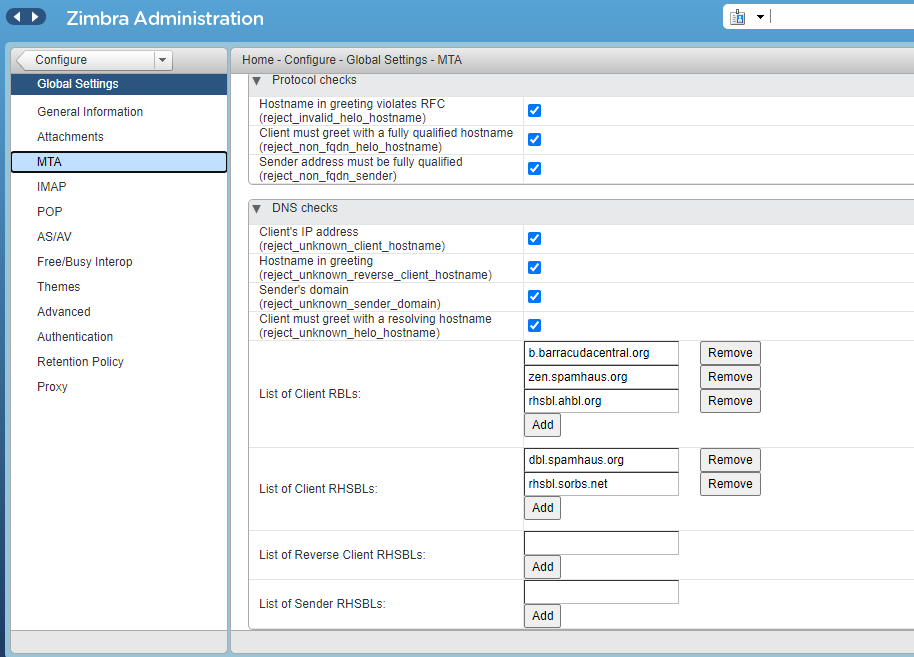 Zimbra Administration
Configure
Global Settings
General Information
Attachments
MTA
IMAP
POP
AS/AV
Free/Busy Interop
Themes
Advanced
Authentication
Retention Policy
Proxy
Home - Configure - Global Settings - MTA
Protocol checks
Hostname in greeting violates RFC
(reject_invalid_helo_hostname)
Client must greet with a fully qualified hostname
(reject_non_fqdn_helo_hostname)
Sender address must be fully qualified
(reject_non_fqdn_sender)
DNS checks
Client's IP address
(reject_unknown_client_hostname)
Hostname in greeting
(reject_unknown_reverse_client_hostname)
Sender's domain
(reject_unknown_sender_domain)
Client must greet with a resolving hostname
(reject_unknown_helo_hostname)
List of Client RBLs:
b.barracudacentral.org Remove
zen.spamhaus.org Remove
rhsbl.ahbl.org Remove
Add
List of Client RHSBLs:
dbl.spamhaus.org Remove
rhsbl.sorbs.net Remove
Add
List of Reverse Client RHSBLs:
Add
List of Sender RHSBLs:
Add